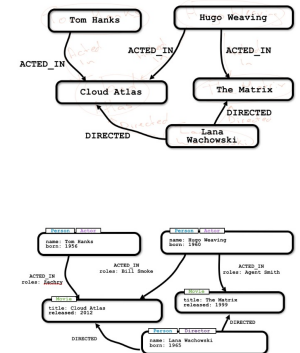 Tom Hanks
Hugo Weaving
ACTED_IN
ACTED_IN
ACTED_IN
Cloud Atlas
The Matrix
DIRECTED
DIRECTED
Lana
Wachowski
Person Actor
name: Tom Hanks
born: 1956
Person Actor
name: Hugo Weaving
born: 1960
ACTED_IN
roles: Zachry
ACTED_IN
roles: Bill Smoke
ACTED_IN
roles: Agent Smith
Movie
title: Cloud Atlas
released: 2012
Movie
title: The Matrix
released: 1999
DIRECTED
DIRECTED
Person Director
name: Lana Wachowski
born: 1965